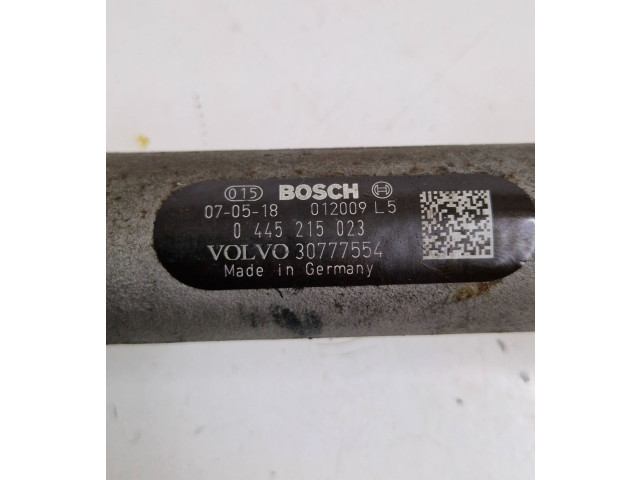 015 BOSCH
07-05-18 012009 L5
0 445 215 023
VOLVO 30777554
Made in Germany